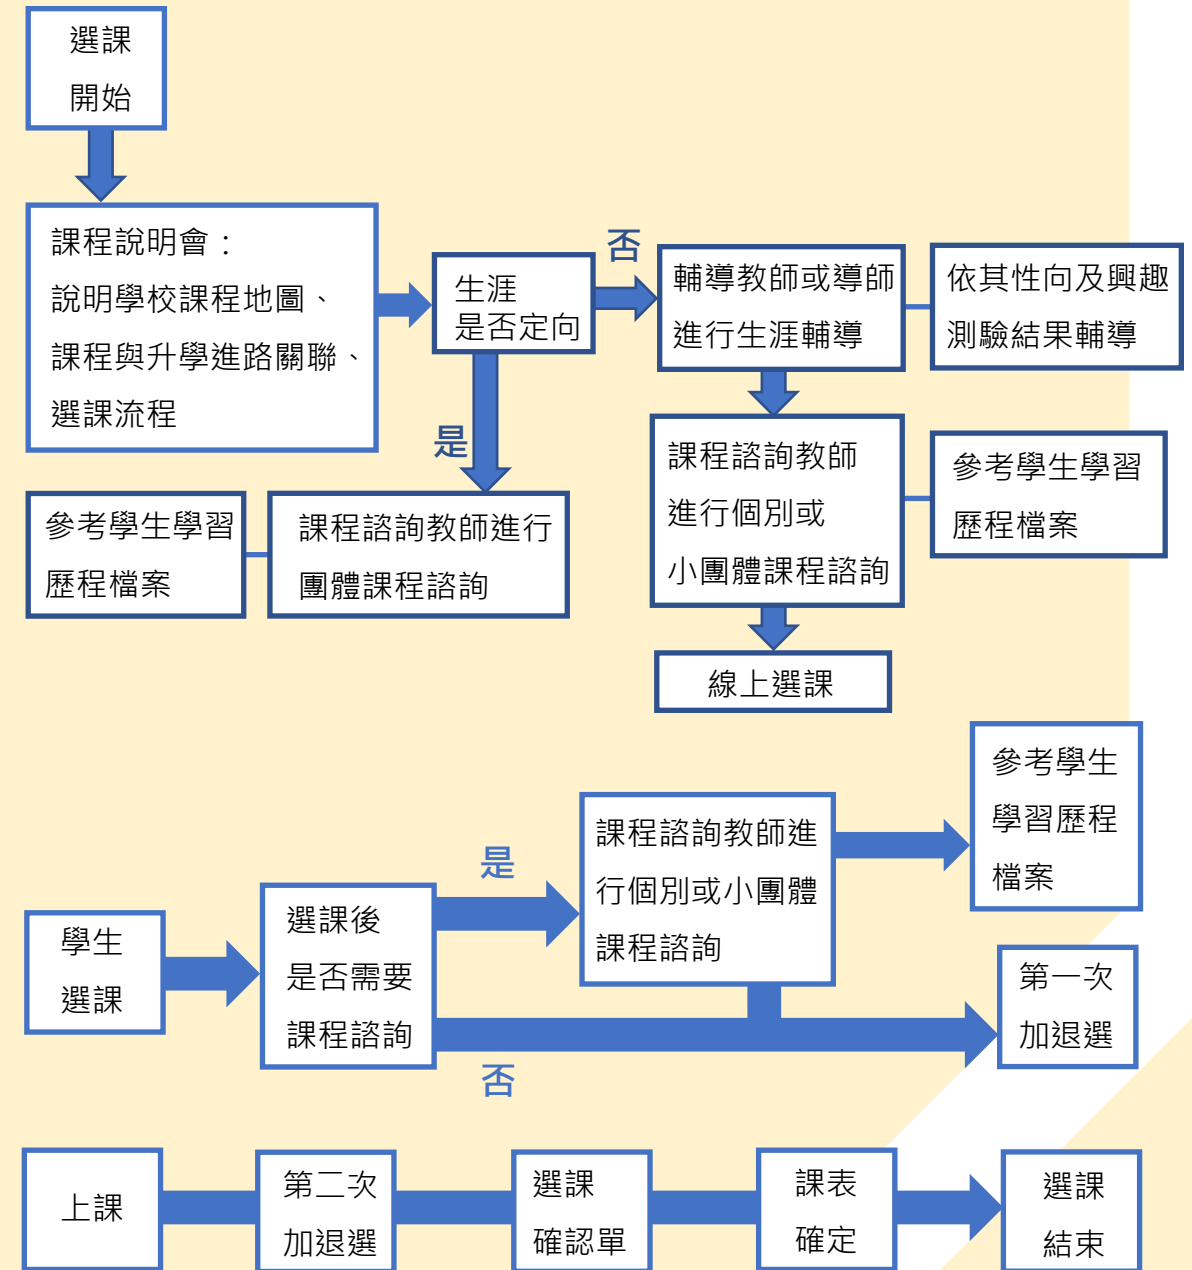 選課
開始
課程說明會：
說明學校課程地圖、
課程與升學進路關聯、
選課流程
生涯
是否定向
否
輔導教師或導師
進行生涯輔導
依其性向及興趣
測驗結果輔導
是
課程諮詢教師
進行個別或
小團體課程諮詢
參考學生學習
歷程檔案
參考學生學習
歷程檔案
課程諮詢教師進行
團體課程諮詢
線上選課
學生
選課
選課後
是否需要
課程諮詢
是
課程諮詢教師進
行個別或小團體
課程諮詢
參考學生
學習歷程
檔案
否
第一次
加退選
上課
第二次
加退選
選課
確認單
課表
確定
選課
結束